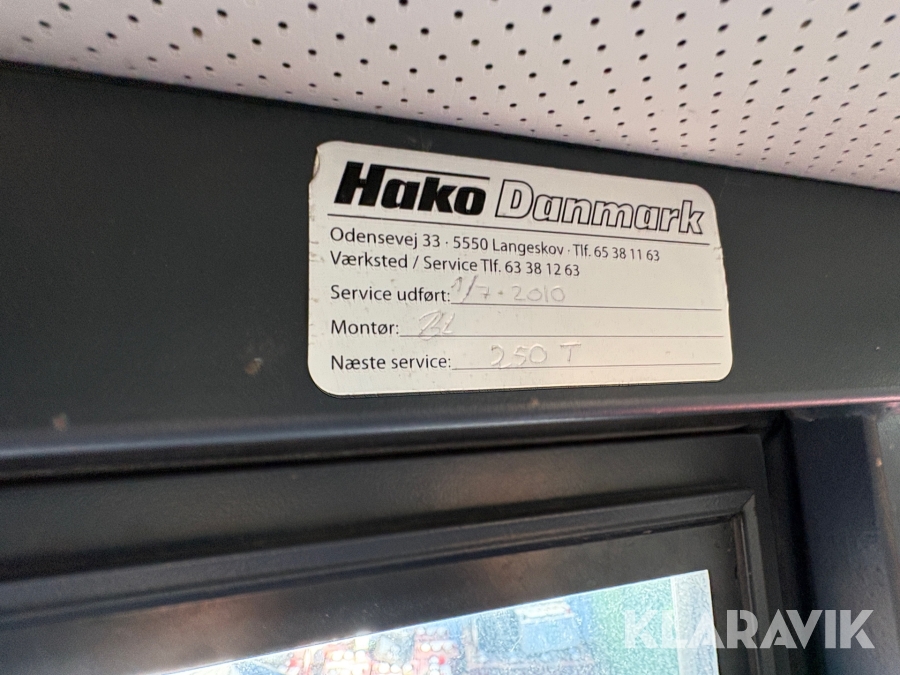 Hako Danmark
Odensevej 33 · 5550 Langeskov · Tlf. 65 38 11 63
Værksted / Service Tlf. 63 38 12 63
Service udført: 1/7-2010
Montør:
Næste service: 250 T
KLARAVIK